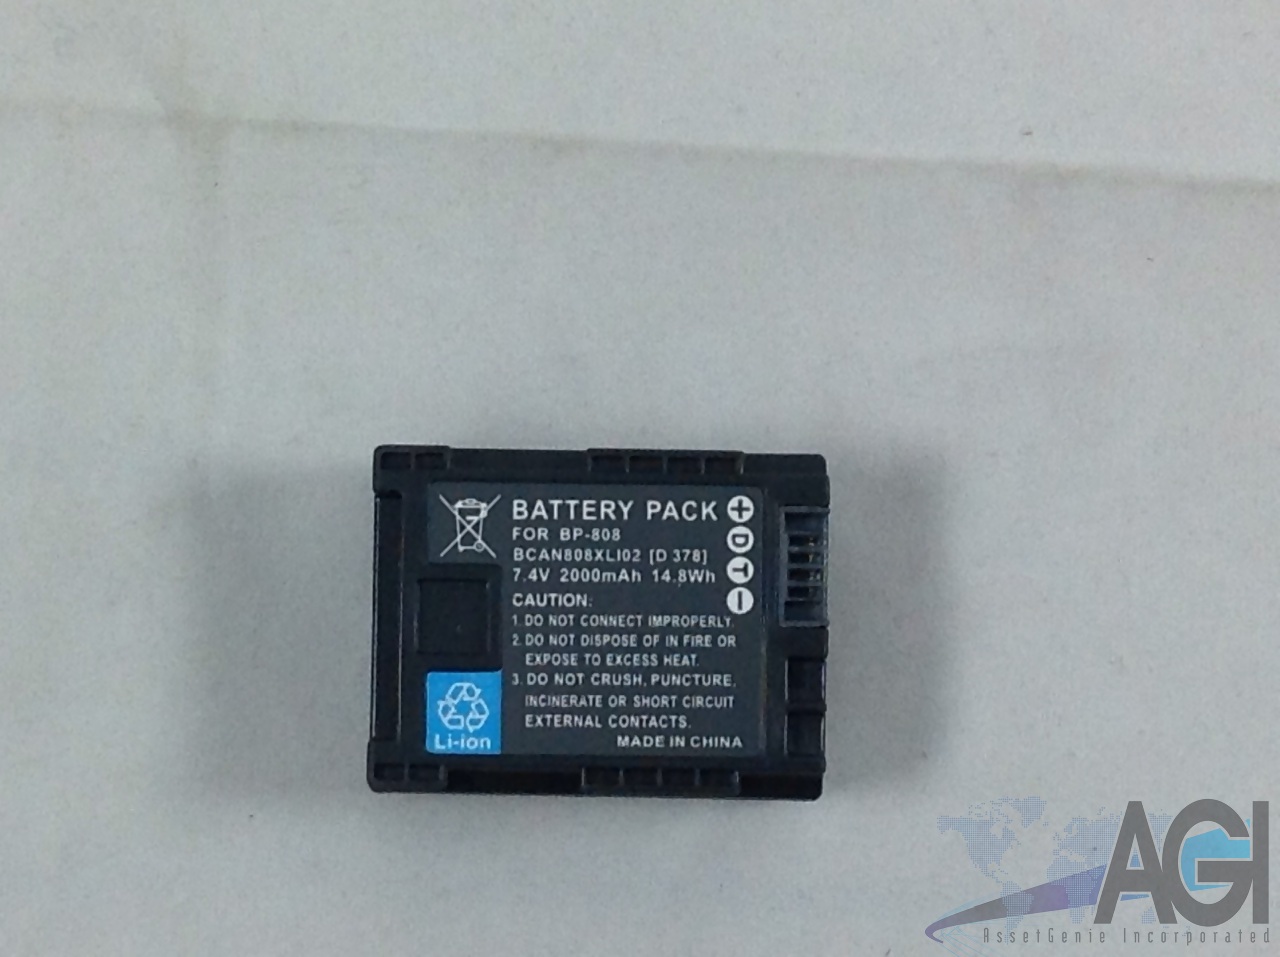 BATTERY PACK +
FOR BP-808 D
BCAN808XLI02 [D 378]
7.4V 2000mAh 14.8Wh T
CAUTION: –
1. DO NOT CONNECT IMPROPERLY.
2. DO NOT DISPOSE OF IN FIRE OR
EXPOSE TO EXCESS HEAT.
3. DO NOT CRUSH, PUNCTURE,
INCINERATE OR SHORT CIRCUIT
EXTERNAL CONTACTS.
MADE IN CHINA
Li-ion
AGI
AssetGenie Incorporated